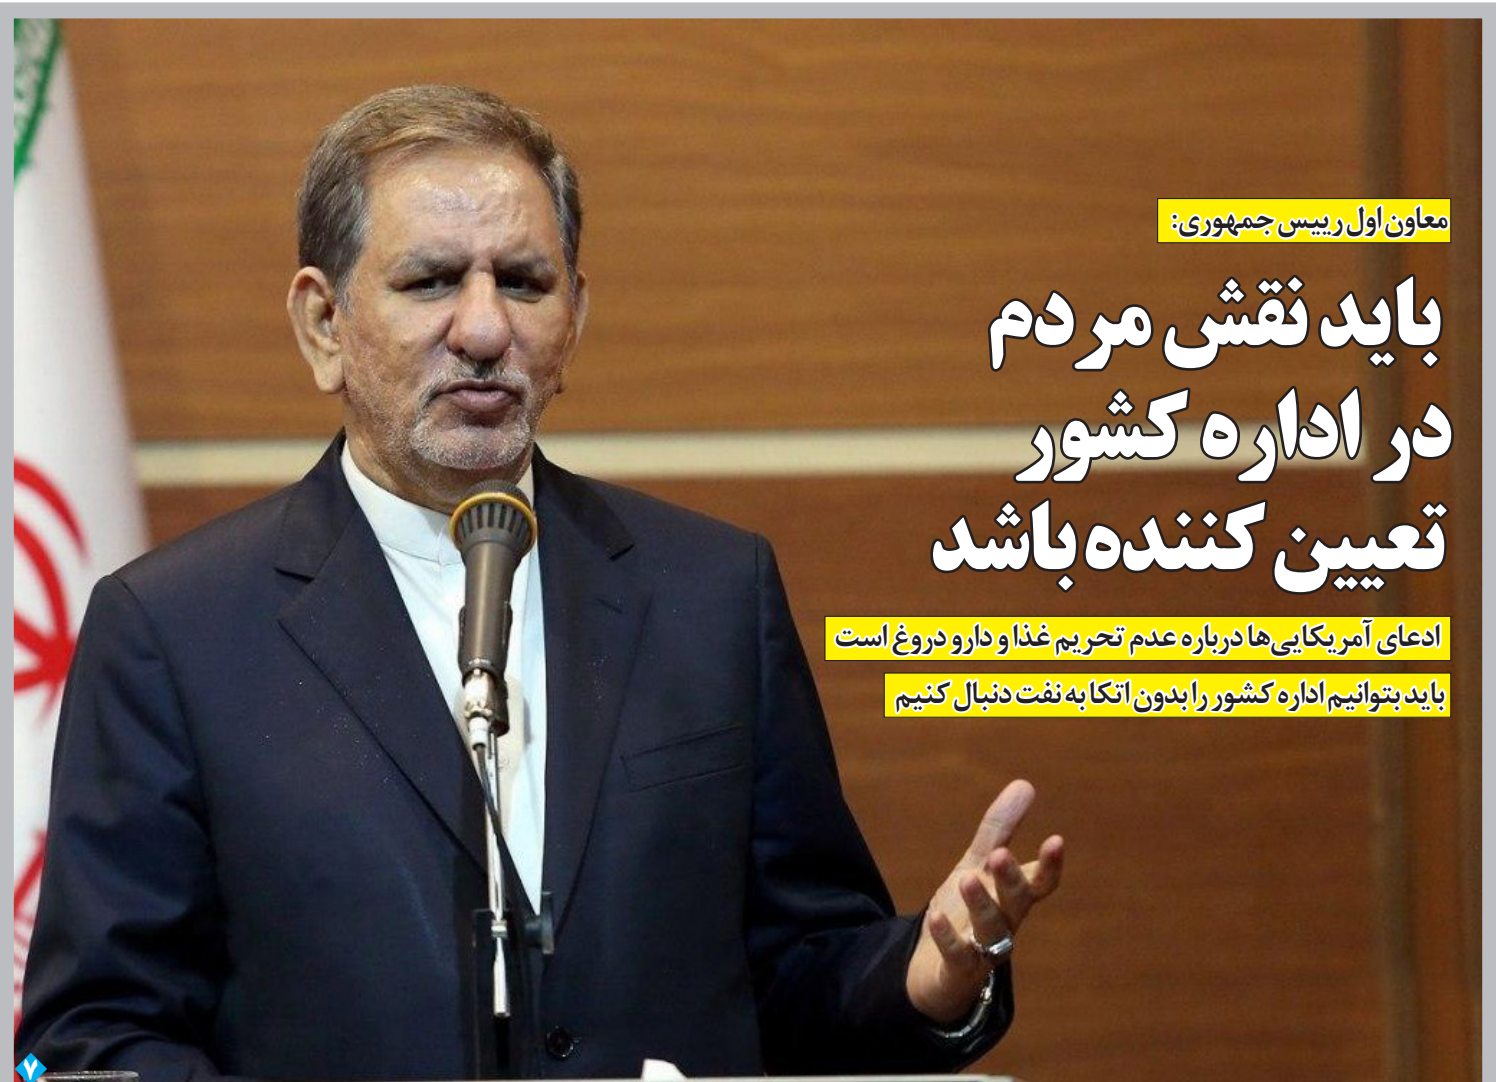 معاون اول رییس جمهوری:
باید نقش مردم
در اداره کشور
تعیین کننده باشد
ادعای آمریکایی‌ها درباره عدم تحریم غذا و دارو دروغ است
باید بتوانیم اداره کشور را بدون اتکا به نفت دنبال کنیم
۷